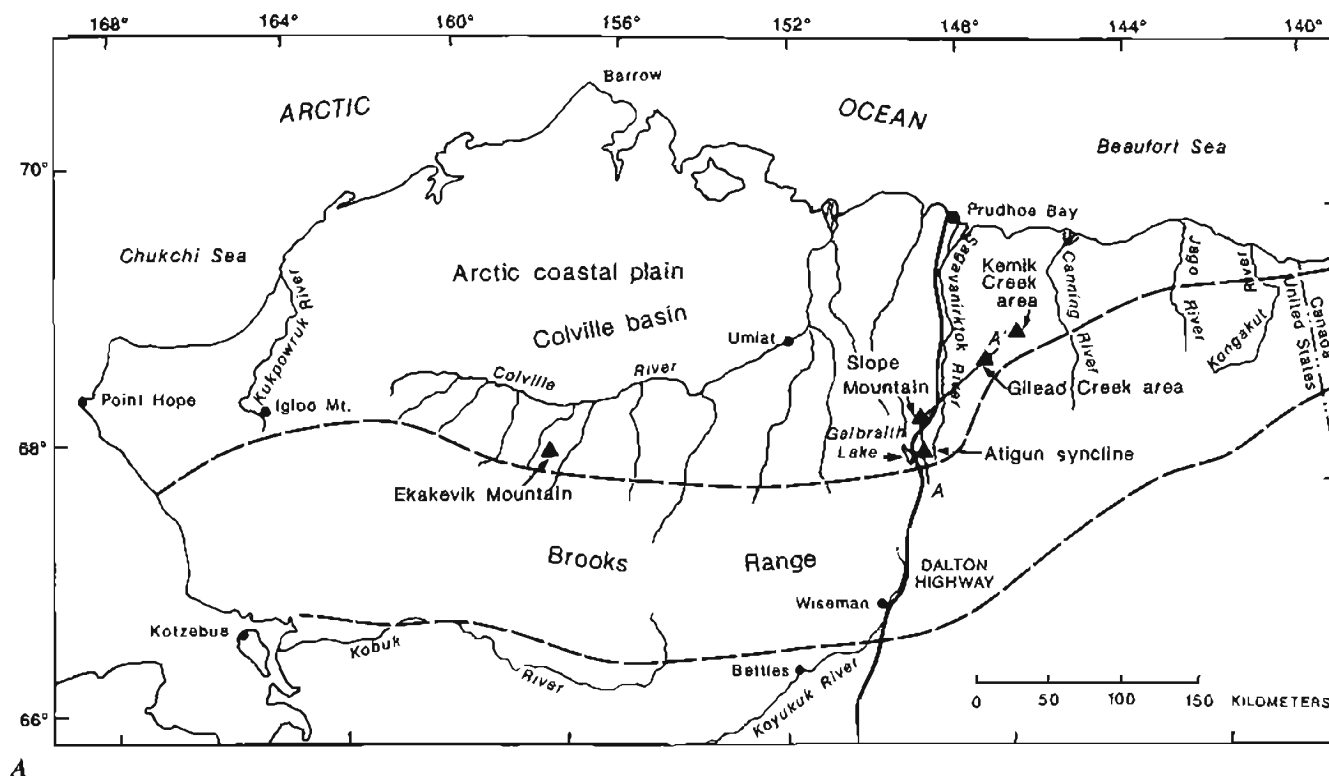 168°
164°
160°
156°
152°
148°
144°
140°
Barrow
ARCTIC
OCEAN
Beaufort Sea
70°
Prudhoe Bay
Chukchi Sea
Kukpowruk River
Arctic coastal plain
Colville basin
Sagavanirktok River
Kemik
Creek
area
Canning
River
Jago
River
River
Kongakut
Canada
United States
Umiat
A'
Colville
River
Slope
Mountain
Gilead Creek area
Point Hope
Igloo Mt.
68°
Galbraith
Lake
Atigun syncline
Ekakevik Mountain
A
Brooks
Range
DALTON
HIGHWAY
Wiseman
Kotzebue
Kobuk
River
Bettles
Koyukuk River
0
50
100
150
KILOMETERS
66°
A